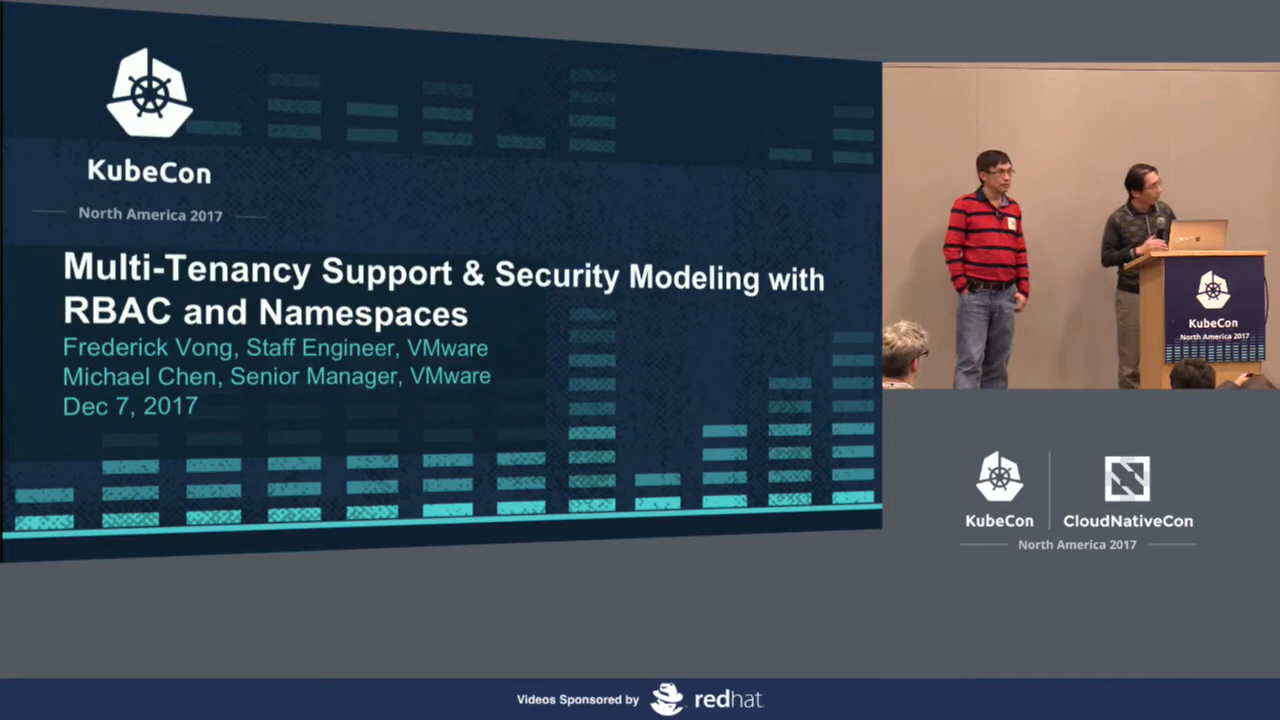 KubeCon
North America 2017
Multi-Tenancy Support & Security Modeling with
RBAC and Namespaces
Frederick Vong, Staff Engineer, VMware
Michael Chen, Senior Manager, VMware
Dec 7, 2017
KubeCon
North America 2017
KubeCon
CloudNativeCon
North America 2017
Videos Sponsored by
redhat